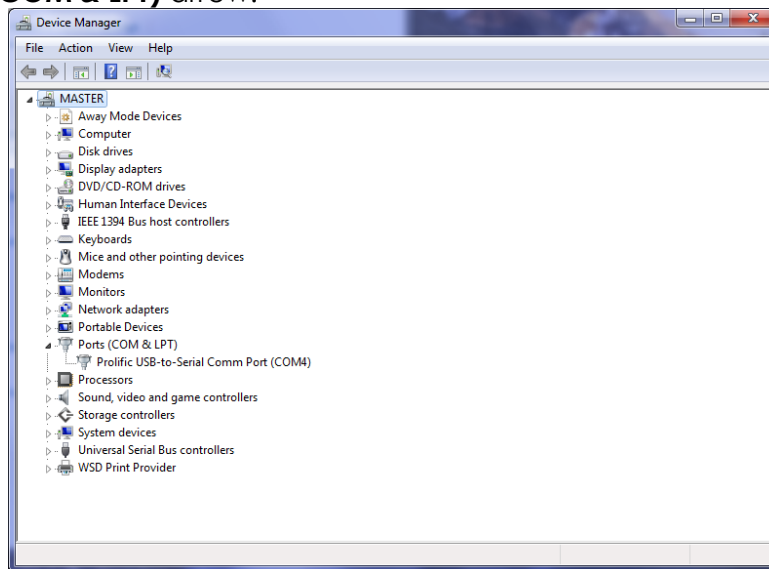 COM & LPT) arrow.
Device Manager
File Action View Help
MASTER
Away Mode Devices
Computer
Disk drives
Display adapters
DVD/CD-ROM drives
Human Interface Devices
IEEE 1394 Bus host controllers
Keyboards
Mice and other pointing devices
Modems
Monitors
Network adapters
Portable Devices
Ports (COM & LPT)
Prolific USB-to-Serial Comm Port (COM4)
Processors
Sound, video and game controllers
Storage controllers
System devices
Universal Serial Bus controllers
WSD Print Provider